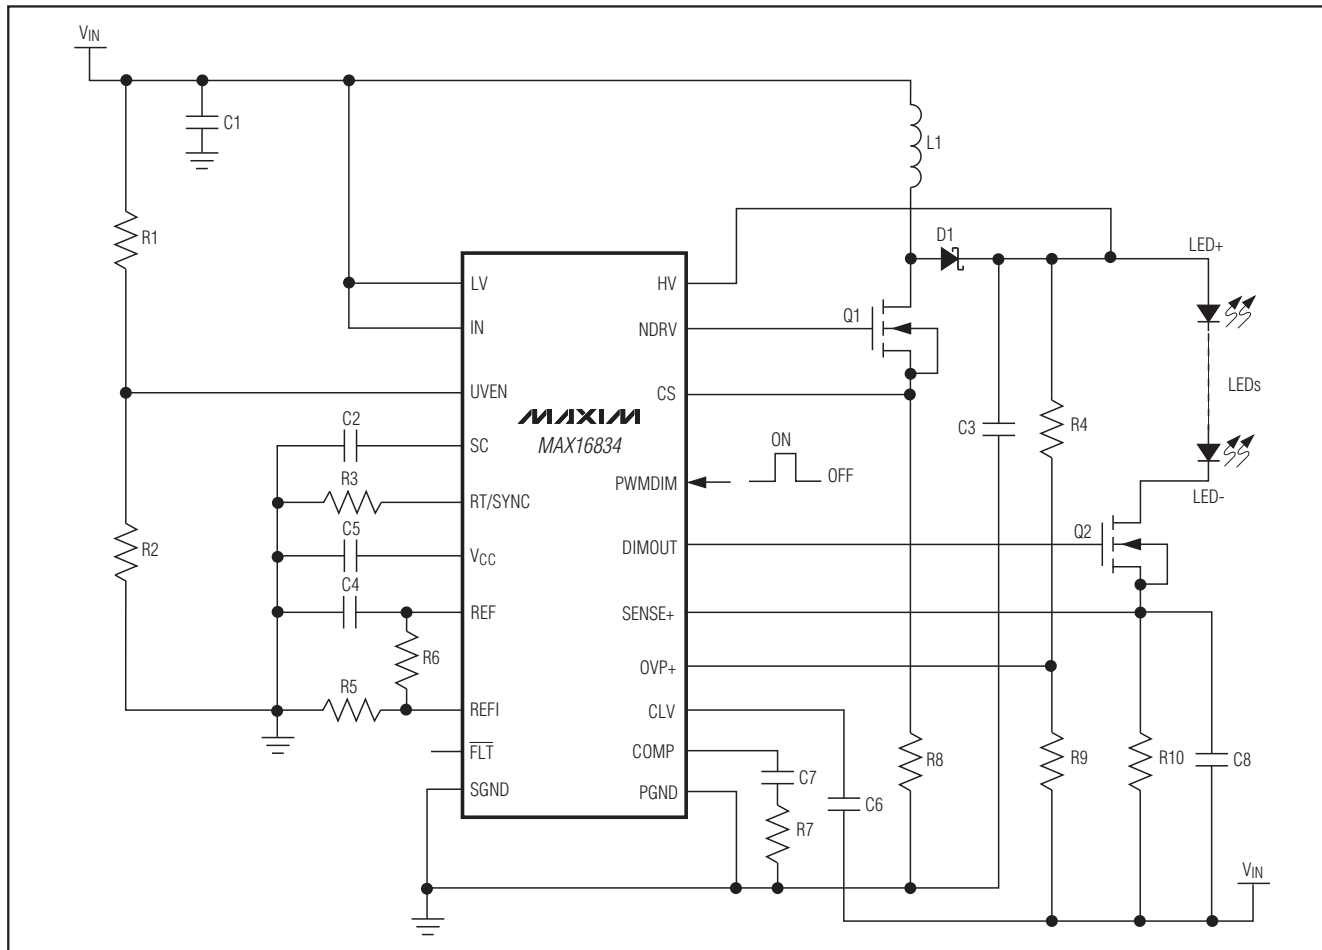 VIN
C1
L1
R1
D1
LED+
LV
HV
Q1
IN
NDRV
LEDs
UVEN
CS
C2
MAXIM
C3
R4
SC
MAX16834
ON
R3
PWMDIM
OFF
LED-
RT/SYNC
C5
Q2
R2
VCC
DIMOUT
C4
REF
SENSE+
R6
OVP+
R5
REFI
CLV
FLT
COMP
R8
R9
R10
C8
C7
SGND
PGND
C6
R7
VIN